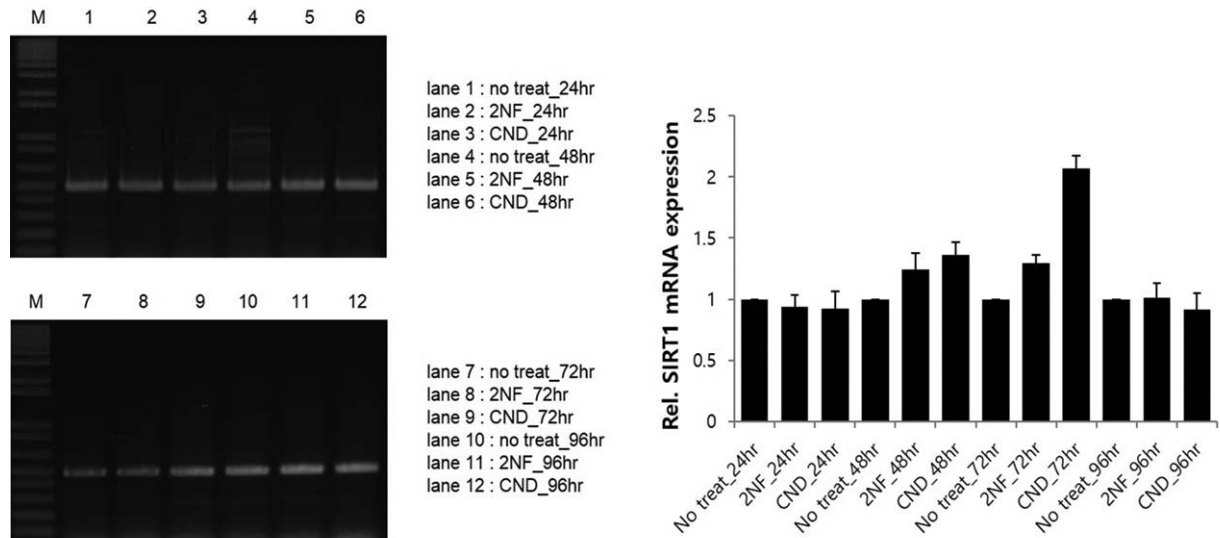 M 1 2 3 4 5 6
lane 1 : no treat_24hr
lane 2 : 2NF_24hr
lane 3 : CND_24hr
lane 4 : no treat_48hr
lane 5 : 2NF_48hr
lane 6 : CND_48hr
M 7 8 9 10 11 12
lane 7 : no treat_72hr
lane 8 : 2NF_72hr
lane 9 : CND_72hr
lane 10 : no treat_96hr
lane 11 : 2NF_96hr
lane 12 : CND_96hr
Rel. SIRT1 mRNA expression
2.5
2
1.5
1
0.5
0
No treat_24hr
2NF_24hr
CND_24hr
No treat_48hr
2NF_48hr
CND_48hr
No treat_72hr
2NF_72hr
CND_72hr
No treat_96hr
2NF_96hr
CND_96hr